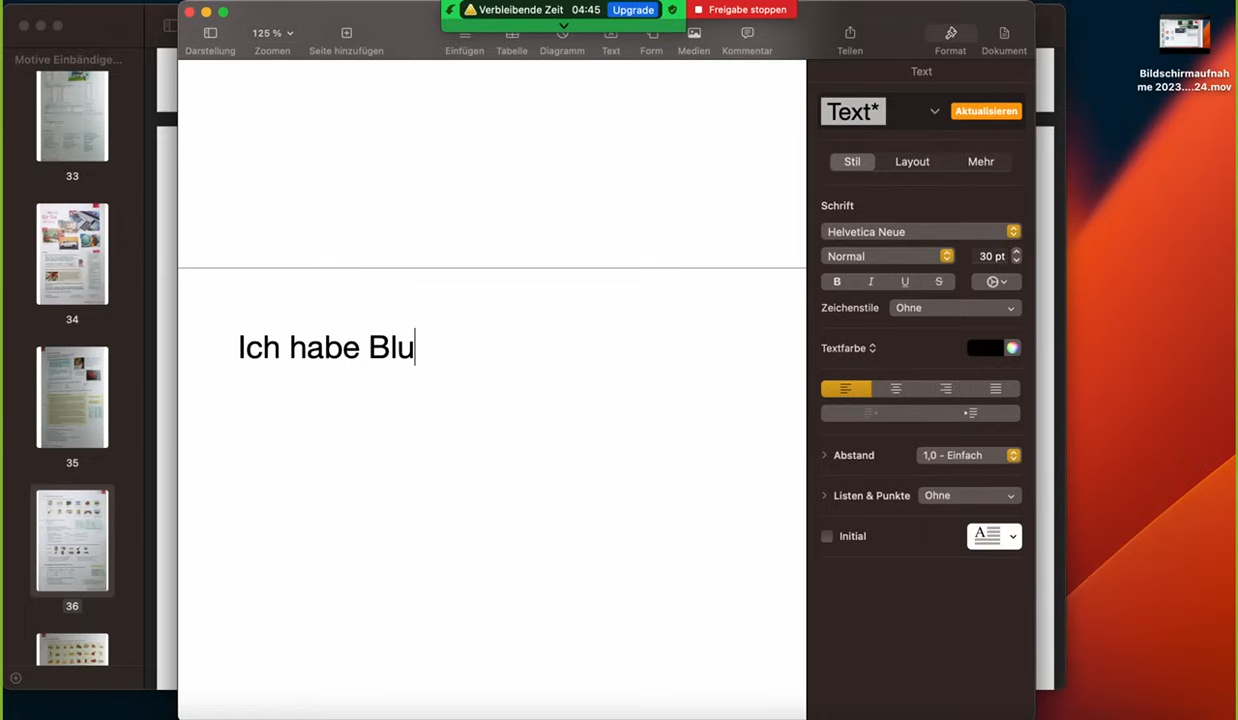 Verbleibende Zeit 04:45 Upgrade Freigabe stoppen
Motive Einbändige...
125 %
Darstellung Zoomen Seite hinzufügen Einfügen Tabelle Diagramm Text Form Medien Kommentar Teilen Format Dokument
Text
Text* Aktualisieren
Stil Layout Mehr
Schrift
Helvetica Neue
Normal 30 pt
B I U S
Zeichenstile Ohne
Textfarbe
Abstand 1,0 - Einfach
Listen & Punkte Ohne
Initial
Ich habe Blu
33
34
35
36
Bildschirmaufnah
me 2023....24.mov